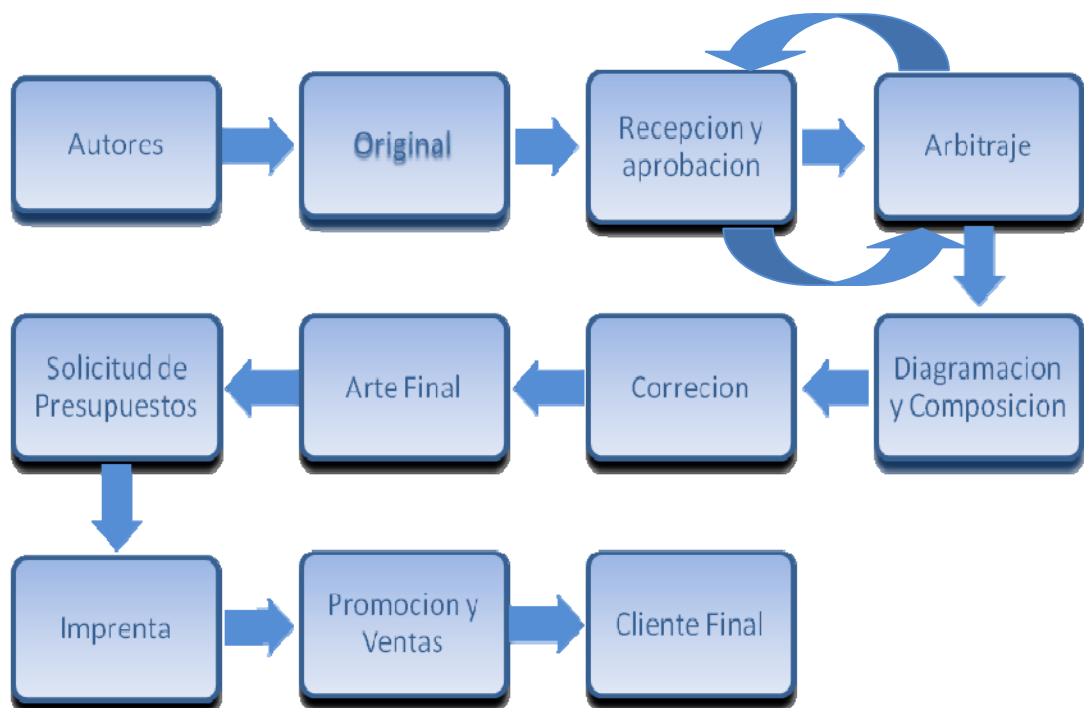 Autores
Original
Recepcion y
aprobacion
Arbitraje
Diagramacion
y Composicion
Correcion
Arte Final
Solicitud de
Presupuestos
Imprenta
Promocion y
Ventas
Cliente Final